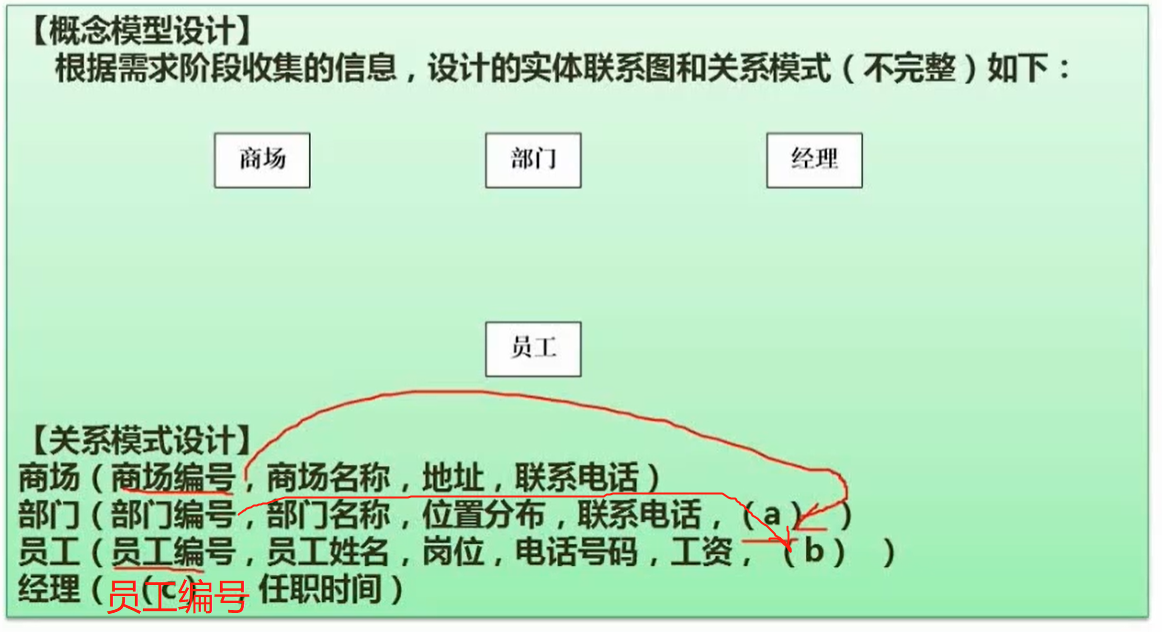 【概念模型设计】
根据需求阶段收集的信息，设计的实体联系图和关系模式（不完整）如下：
商场 部门 经理
员工
【关系模式设计】
商场（商场编号，商场名称，地址，联系电话）
部门（部门编号，部门名称，位置分布，联系电话，（a））
员工（员工编号，员工姓名，岗位，电话号码，工资，（b））
经理（（c），任职时间）
员工编号